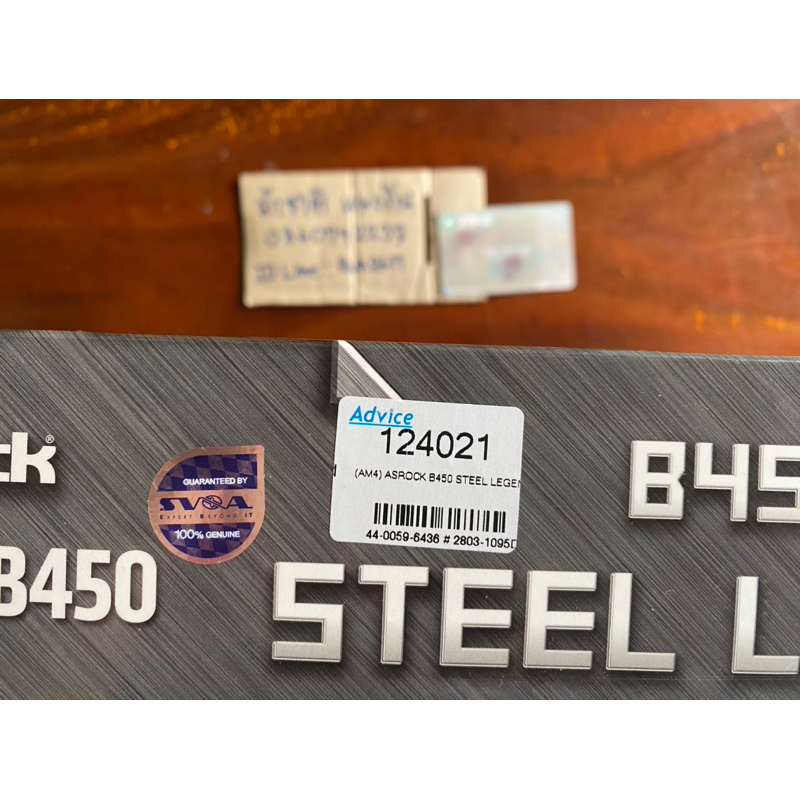 ck®
B450
GUARANTEED BY
SVOA
EXPERT BEYOND IT
100% GENUINE
Advice
124021
(AM4) ASROCK B450 STEEL LEGEN
44-0059-6436 # 2803-1095D
B45
STEEL L